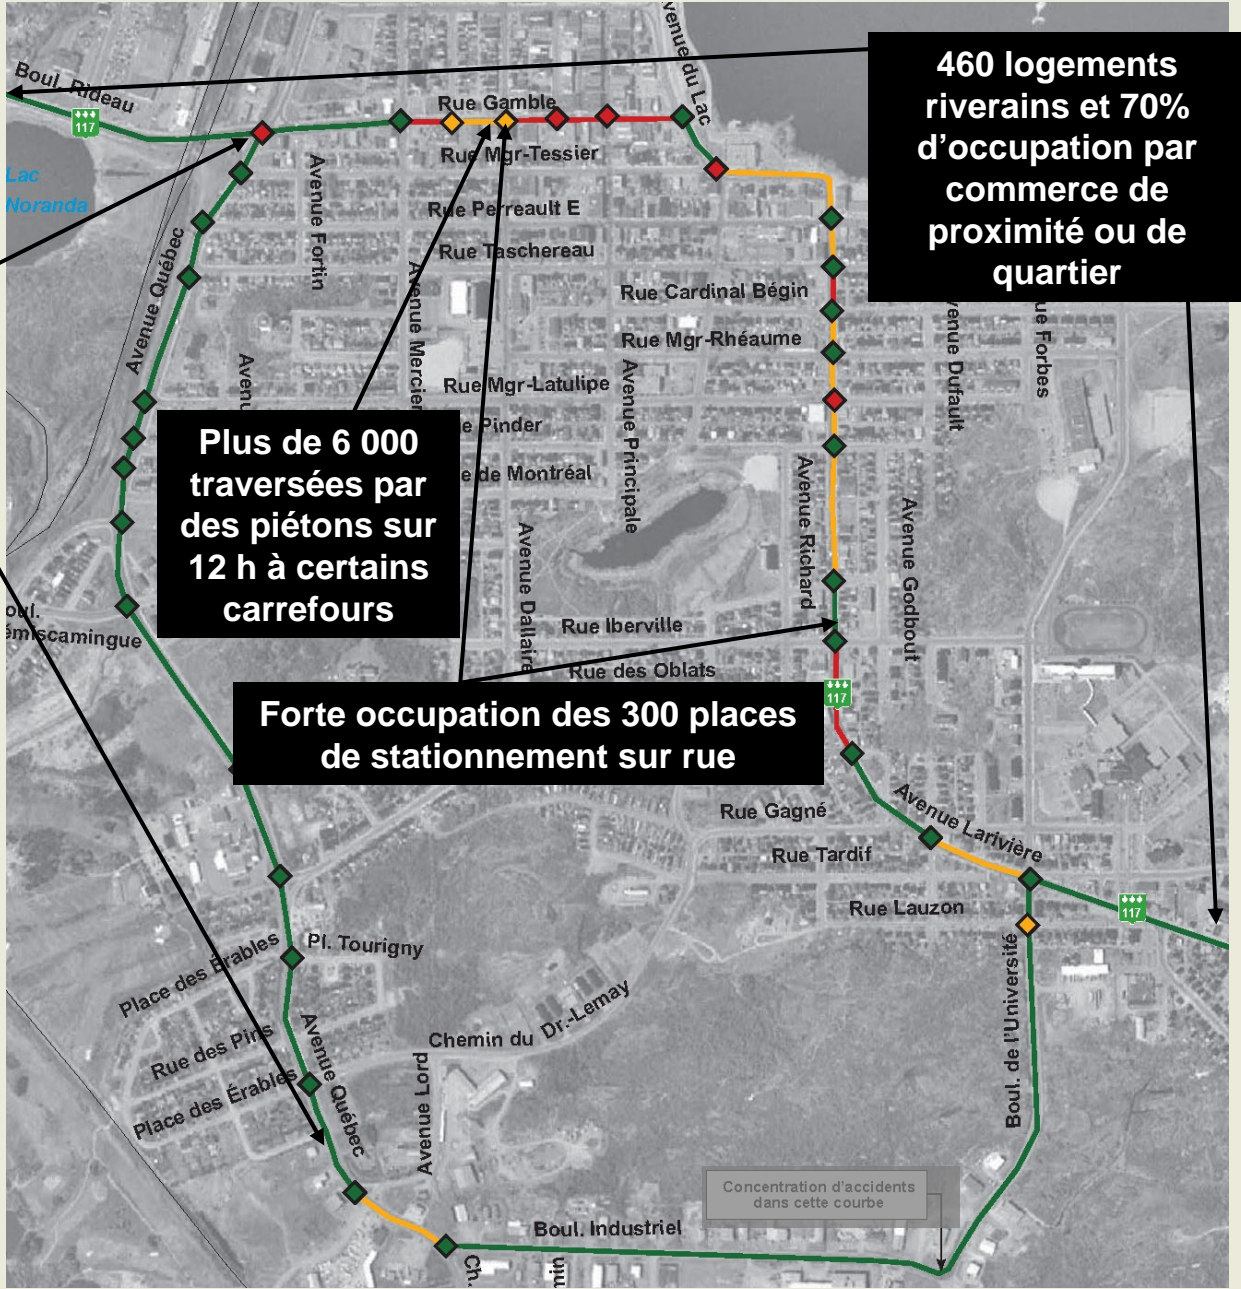 460 logements
riverains et 70%
d’occupation par
commerce de
proximité ou de
quartier
Boul. Rideau
117
Rue Gamble
Avenue du Lac
Rue Mgr-Tessier
Lac
Noranda
Avenue Fortin
Rue Perreault E
Rue Taschereau
Avenue Québec
Rue Cardinal Bégin
Rue Mgr-Rhéaume
Avenue Mercier
Avenue Dufault
Forbes
Rue Mgr-Latulipe
Avenue Principale
Pinder
de Montréal
Plus de 6 000
traversées par
des piétons sur
12 h à certains
carrefours
Avenue Richard
Avenue Godbout
Avenue Dallaire
Rue Iberville
Rue des Oblats
117
Forte occupation des 300 places
de stationnement sur rue
Rue Gagné
Avenue Larivière
Rue Tardif
Rue Lauzon
117
Place des Érables
Pl. Tourigny
Boul. de l'Université
Rue des Pins
Avenue Québec
Chemin du Dr.-Lemay
Place des Érables
Avenue Lord
Concentration d'accidents
dans cette courbe
Boul. Industriel
Ch.